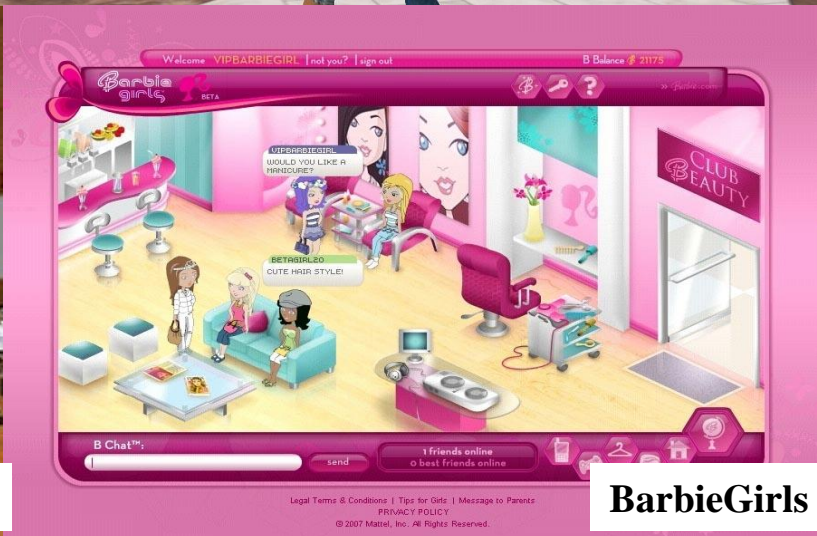 Welcome VIPBARBIEGIRL | not you? | sign out
B Balance 21175
Barbie
girls
BETA
>> Barbie.com
VIPBARBIEGIRL
WOULD YOU LIKE A
MANICURE?
CLUB
BEAUTY
BETAGIRL20
CUTE HAIR STYLE!
B Chat™:
send
1 friends online
0 best friends online
Legal Terms & Conditions | Tips for Girls | Message to Parents
PRIVACY POLICY
© 2007 Mattel, Inc. All Rights Reserved.
BarbieGirls